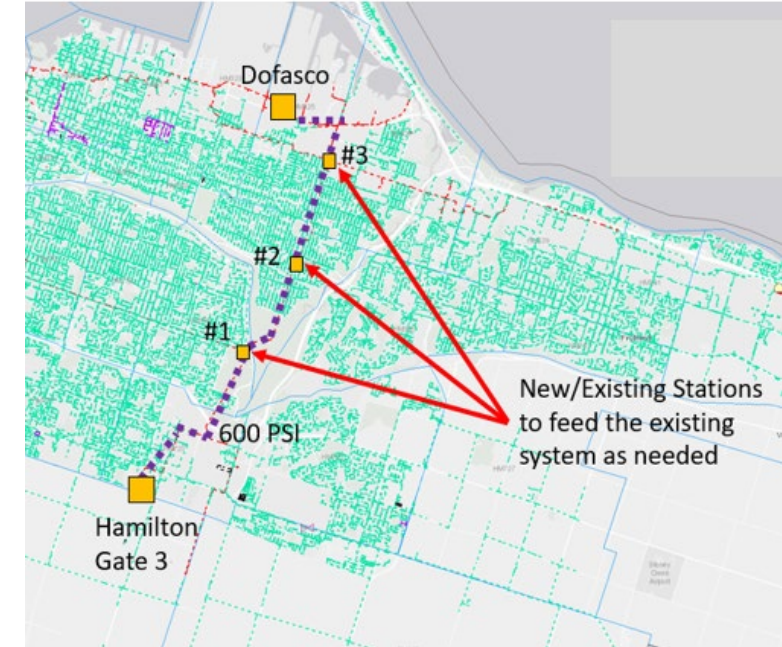 Dofasco
#3
#2
#1
600 PSI
New/Existing Stations
to feed the existing
system as needed
Hamilton
Gate 3